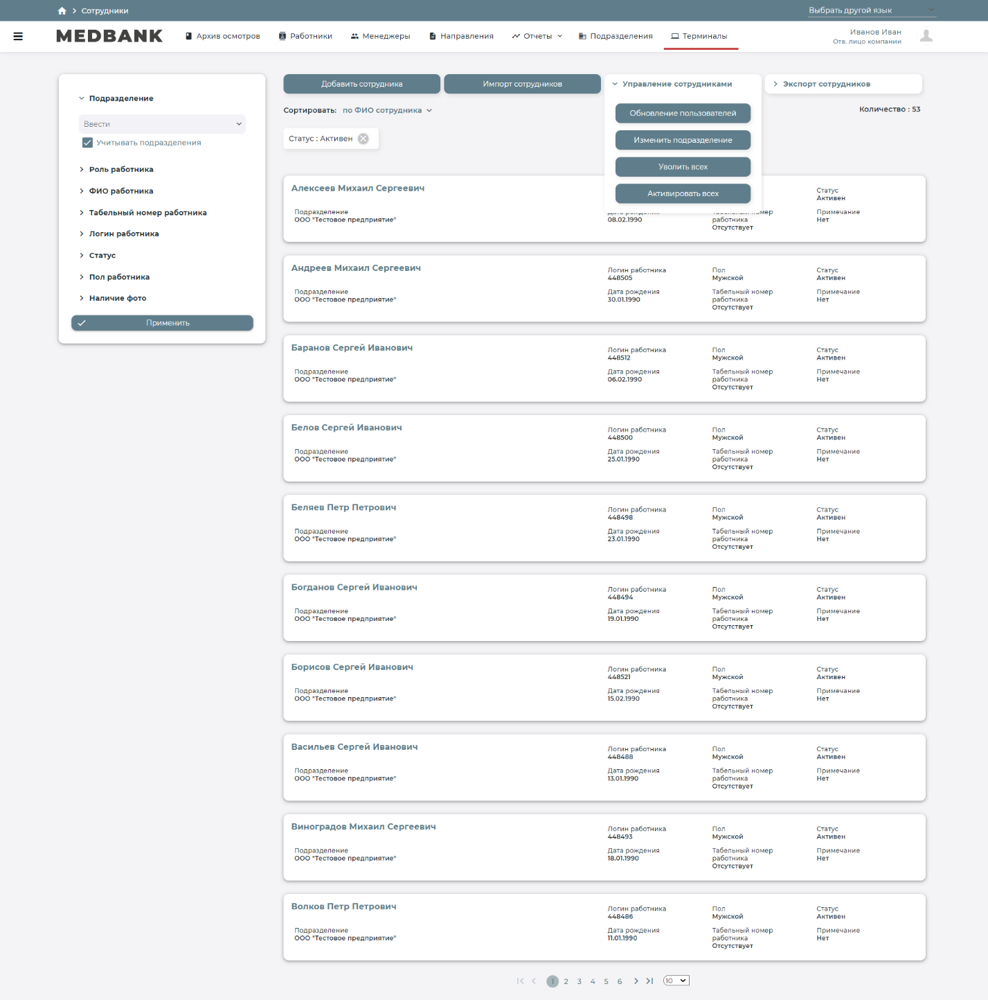 Сотрудники
Выбрать другой язык
MEDBANK
Архив осмотров
Работники
Менеджеры
Направления
Отчеты
Подразделения
Терминалы
Иванов Иван
Отв. лицо компании
Подразделение
Ввести
Учитывать подразделения
Роль работника
ФИО работника
Табельный номер работника
Логин работника
Статус
Пол работника
Наличие фото
Применить
Добавить сотрудника
Импорт сотрудников
Управление сотрудниками
Экспорт сотрудников
Обновление пользователей
Изменить подразделение
Уволить всех
Активировать всех
Сортировать: по ФИО сотрудника
Количество : 53
Статус : Активен
Алексеев Михаил Сергеевич
Статус
Активен
Подразделение
ООО "Тестовое предприятие"
Дата рождения
08.02.1990
Табельный номер
работника
Отсутствует
Примечание
Нет
Андреев Михаил Сергеевич
Логин работника
448505
Пол
Мужской
Статус
Активен
Подразделение
ООО "Тестовое предприятие"
Дата рождения
30.01.1990
Табельный номер
работника
Отсутствует
Примечание
Нет
Баранов Сергей Иванович
Логин работника
448512
Пол
Мужской
Статус
Активен
Подразделение
ООО "Тестовое предприятие"
Дата рождения
06.02.1990
Табельный номер
работника
Отсутствует
Примечание
Нет
Белов Сергей Иванович
Логин работника
448500
Пол
Мужской
Статус
Активен
Подразделение
ООО "Тестовое предприятие"
Дата рождения
25.01.1990
Табельный номер
работника
Отсутствует
Примечание
Нет
Беляев Петр Петрович
Логин работника
448498
Пол
Мужской
Статус
Активен
Подразделение
ООО "Тестовое предприятие"
Дата рождения
23.01.1990
Табельный номер
работника
Отсутствует
Примечание
Нет
Богданов Сергей Иванович
Логин работника
448494
Пол
Мужской
Статус
Активен
Подразделение
ООО "Тестовое предприятие"
Дата рождения
19.01.1990
Табельный номер
работника
Отсутствует
Примечание
Нет
Борисов Сергей Иванович
Логин работника
448521
Пол
Мужской
Статус
Активен
Подразделение
ООО "Тестовое предприятие"
Дата рождения
15.02.1990
Табельный номер
работника
Отсутствует
Примечание
Нет
Васильев Сергей Иванович
Логин работника
448488
Пол
Мужской
Статус
Активен
Подразделение
ООО "Тестовое предприятие"
Дата рождения
13.01.1990
Табельный номер
работника
Отсутствует
Примечание
Нет
Виноградов Михаил Сергеевич
Логин работника
448493
Пол
Мужской
Статус
Активен
Подразделение
ООО "Тестовое предприятие"
Дата рождения
18.01.1990
Табельный номер
работника
Отсутствует
Примечание
Нет
Волков Петр Петрович
Логин работника
448486
Пол
Мужской
Статус
Активен
Подразделение
ООО "Тестовое предприятие"
Дата рождения
11.01.1990
Табельный номер
работника
Отсутствует
Примечание
Нет
1 2 3 4 5 6 10